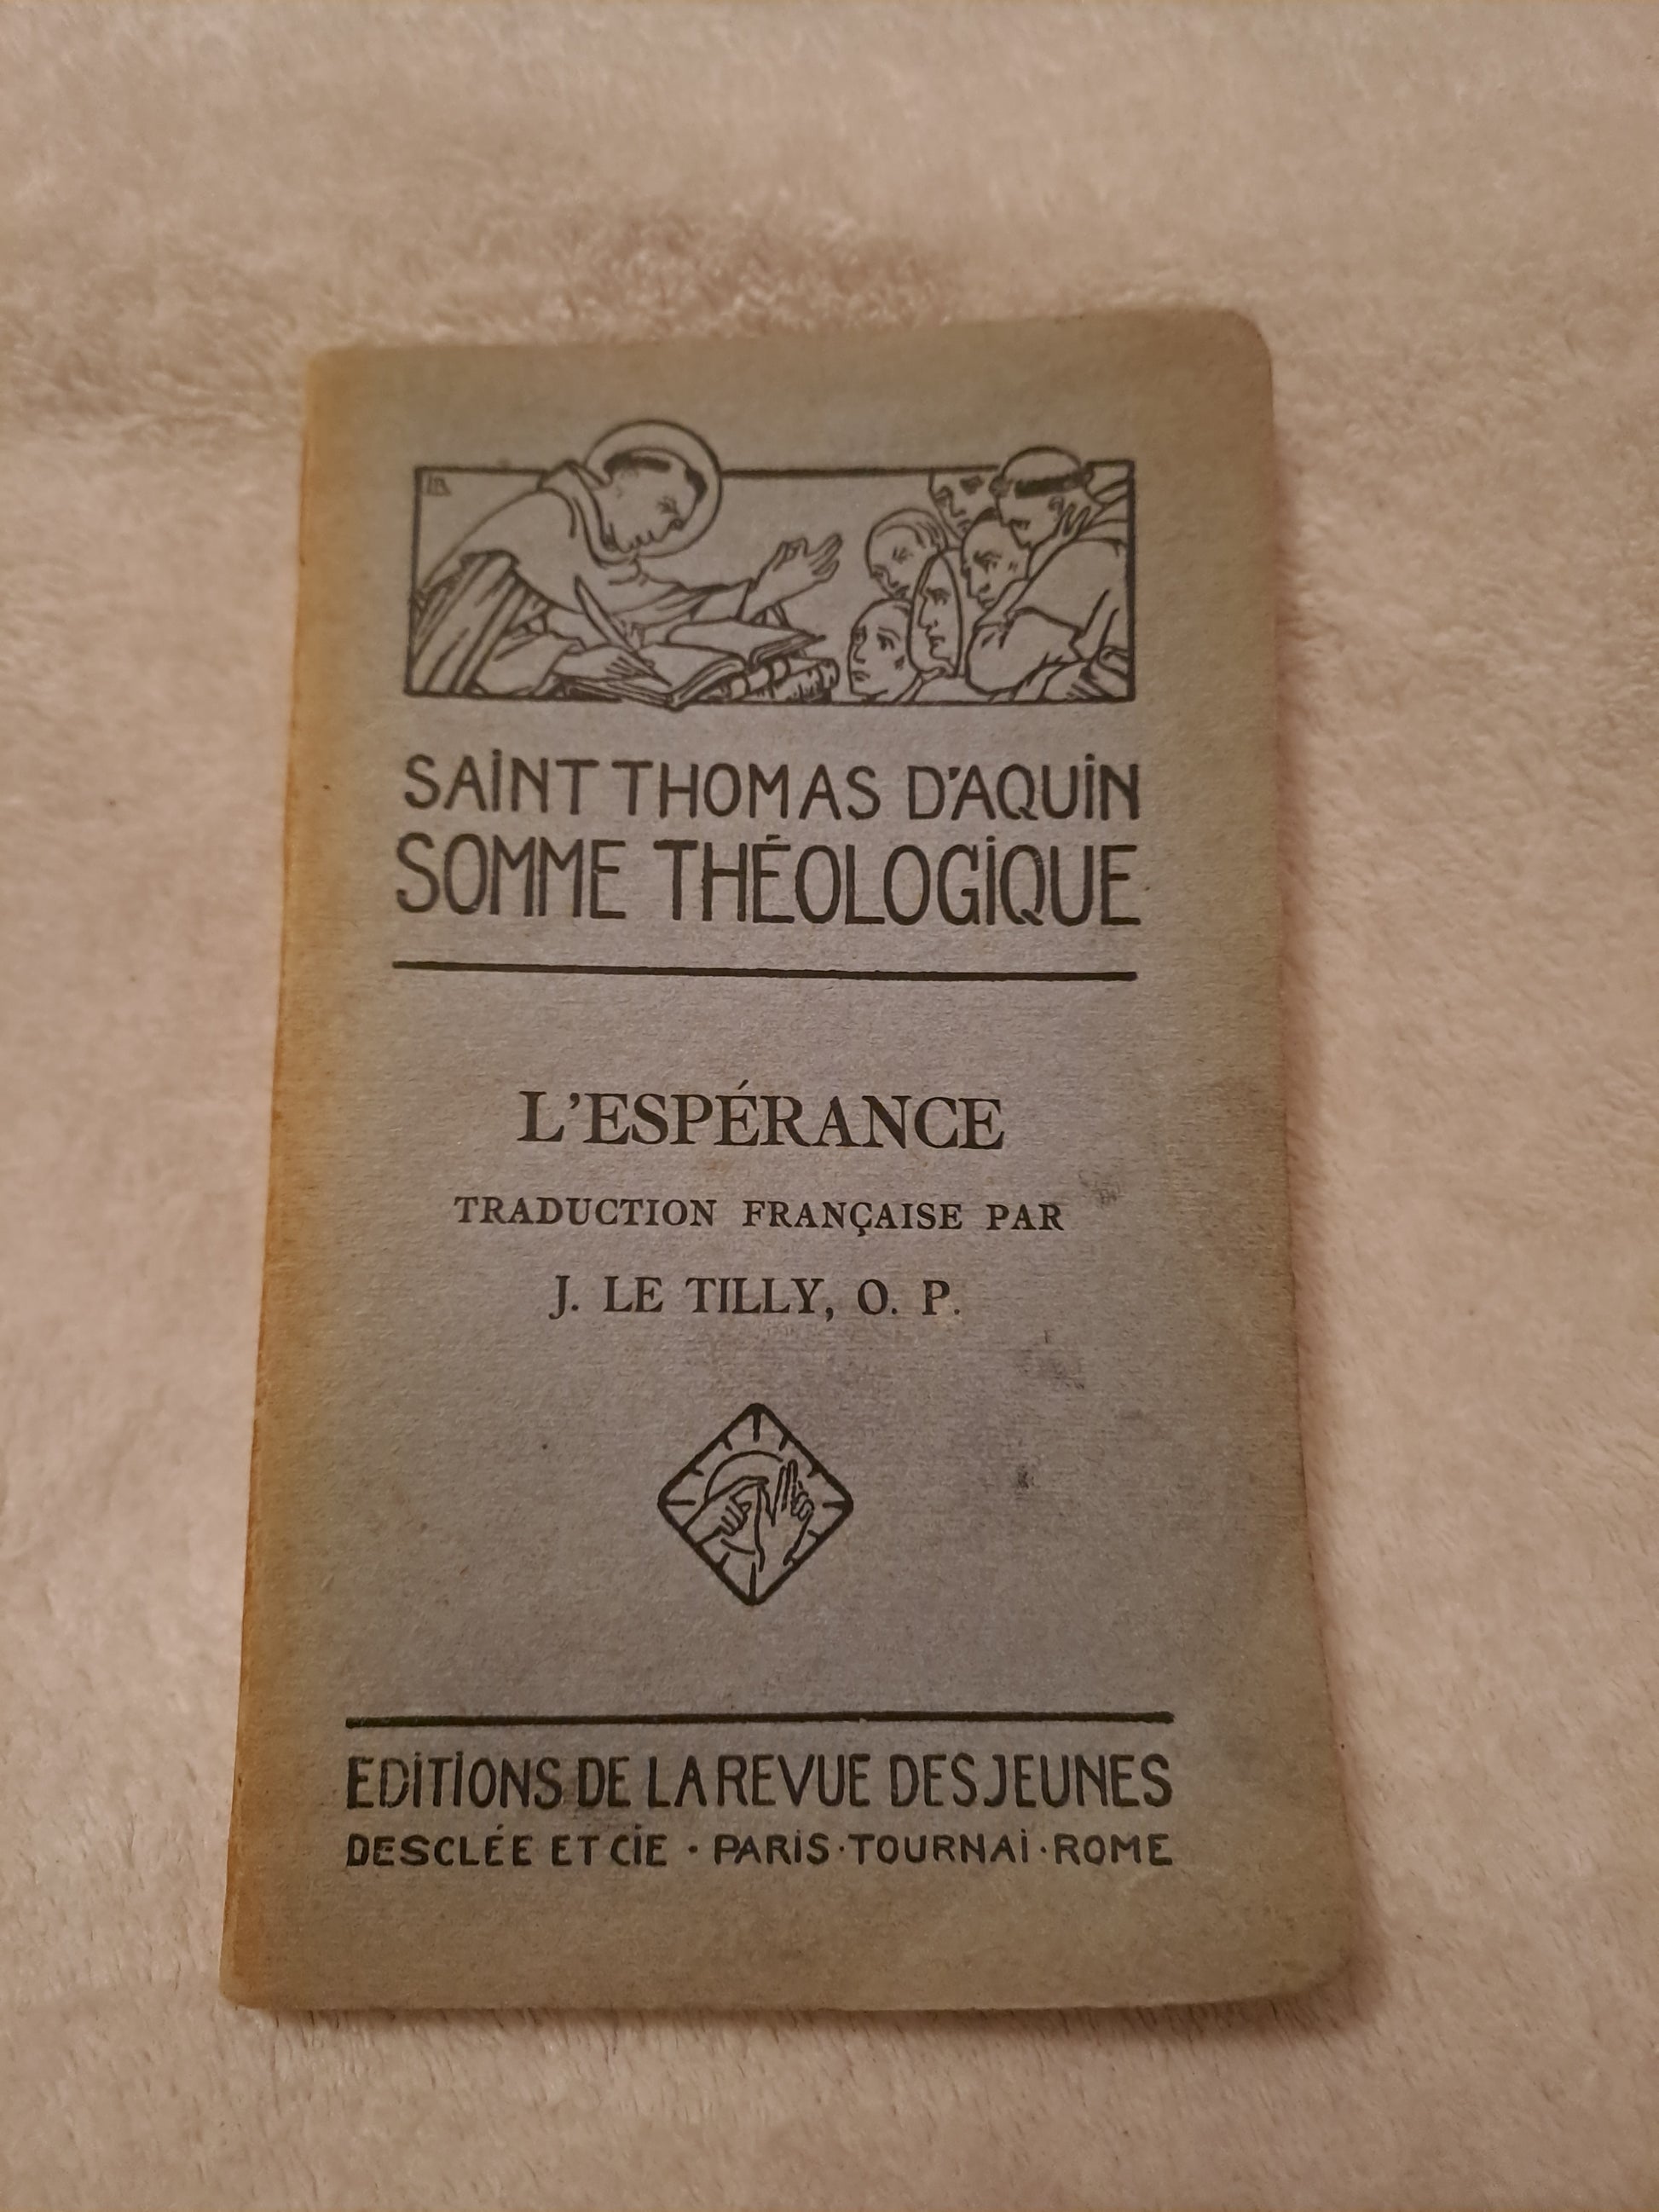 SAINT THOMAS D'AQUIN
SOMME THÉOLOGIQUE
L'ESPÉRANCE
TRADUCTION FRANÇAISE PAR
J. LE TILLY, O. P.
EDITIONS DE LA REVUE DES JEUNES
DESCLÉE ET CIE · PARIS · TOURNAI · ROME